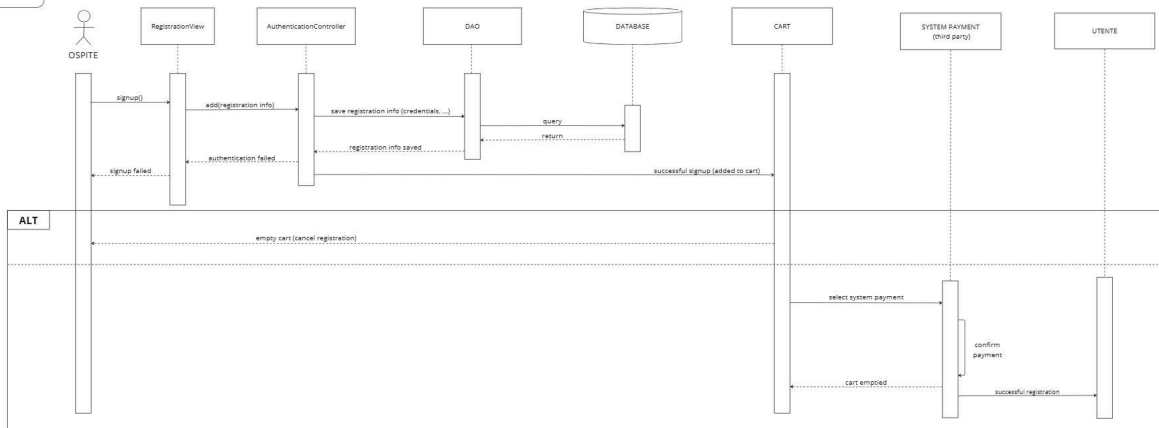 RegistrationView
AuthenticationController
DAO
DATABASE
CART
SYSTEM PAYMENT
(third party)
UTENTE
OSPITE
signup()
add(registration info)
save registration info (credentials, ...)
query
return
registration info saved
authentication failed
signup failed
successful signup (added to cart)
ALT
empty cart (cancel registration)
select system payment
confirm
payment
cart emptied
successful registration